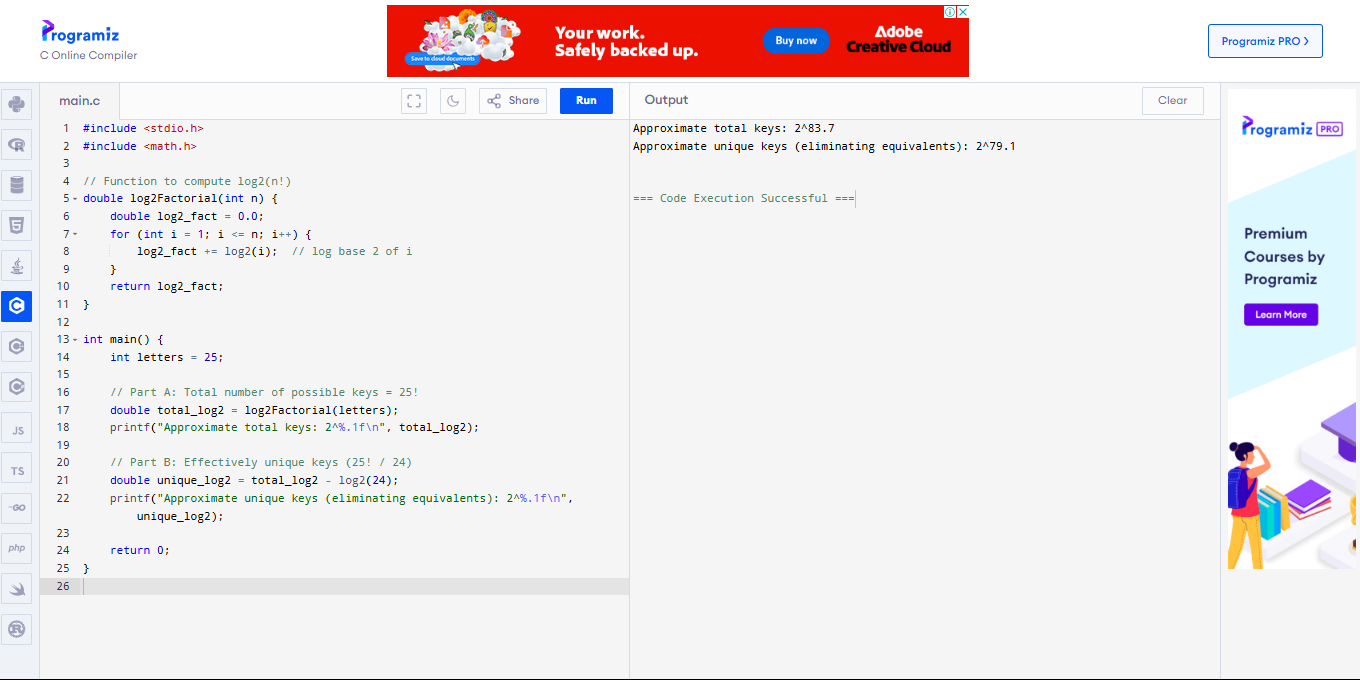 Programiz
C Online Compiler
Save to cloud documents
Your work.
Safely backed up.
Buy now
Adobe
Creative Cloud
Programiz PRO >
main.c
Share
Run
Output
Clear
JS
TS
GO
php
1 #include <stdio.h>
2 #include <math.h>
3
4 // Function to compute log2(n!)
5 double log2Factorial(int n) {
6 double log2_fact = 0.0;
7 for (int i = 1; i <= n; i++) {
8 log2_fact += log2(i);  // log base 2 of i
9 }
10 return log2_fact;
11 }
12
13 int main() {
14 int letters = 25;
15
16 // Part A: Total number of possible keys = 25!
17 double total_log2 = log2Factorial(letters);
18 printf("Approximate total keys: 2^%.1f\n", total_log2);
19
20 // Part B: Effectively unique keys (25! / 24)
21 double unique_log2 = total_log2 - log2(24);
22 printf("Approximate unique keys (eliminating equivalents): 2^%.1f\n",
unique_log2);
23
24 return 0;
25 }
26
Approximate total keys: 2^83.7
Approximate unique keys (eliminating equivalents): 2^79.1
=== Code Execution Successful ===
Programiz PRO
Premium
Courses by
Programiz
Learn More